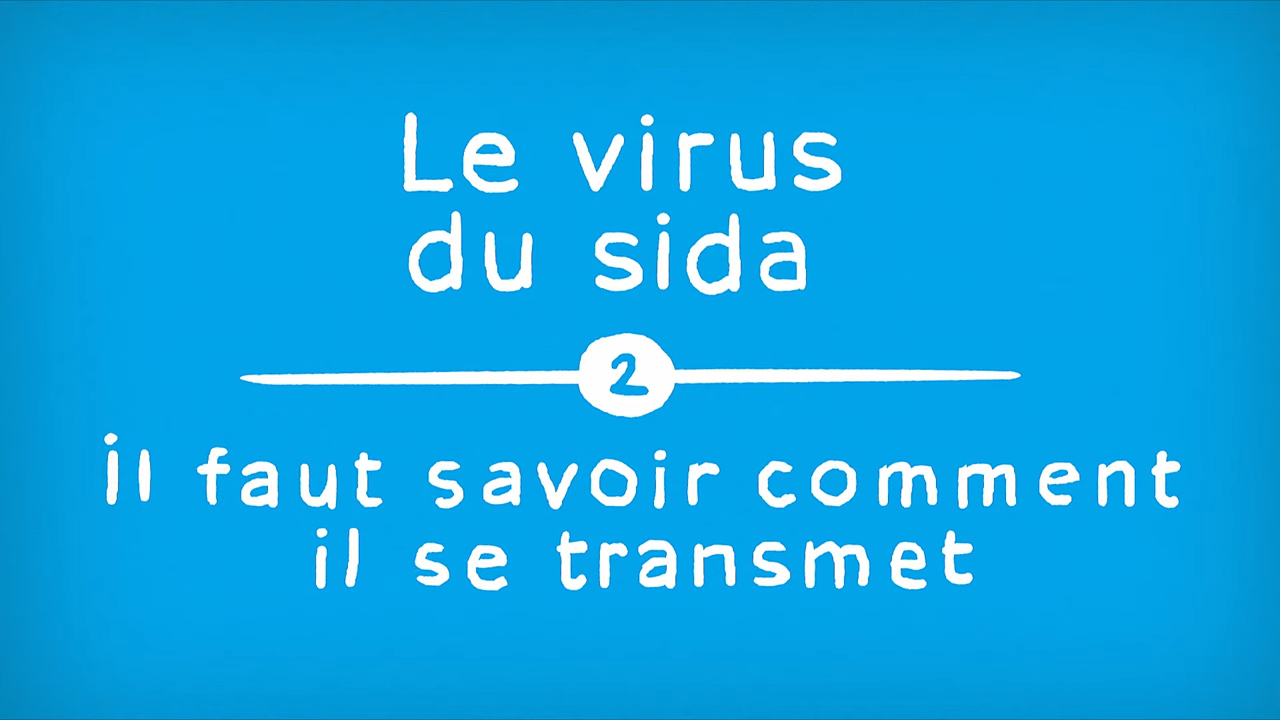 Le virus
du sida
2
il faut savoir comment
il se transmet